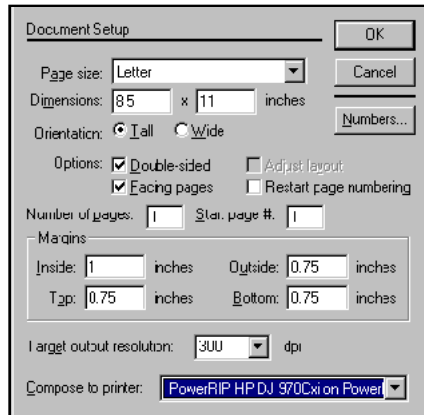 Document Setup
OK
Page size: Letter
Cancel
Dimensions: 8.5 x 11 inches
Numbers...
Orientation: Tall Wide
Options: Double-sided Adjust layout
Facing pages Restart page numbering
Number of pages: 1 Start page #: 1
Margins
Inside: 1 inches Outside: 0.75 inches
Top: 0.75 inches Bottom: 0.75 inches
Target output resolution: 300 dpi
Compose to printer: PowerRIP HP DJ 970Cxi on Power